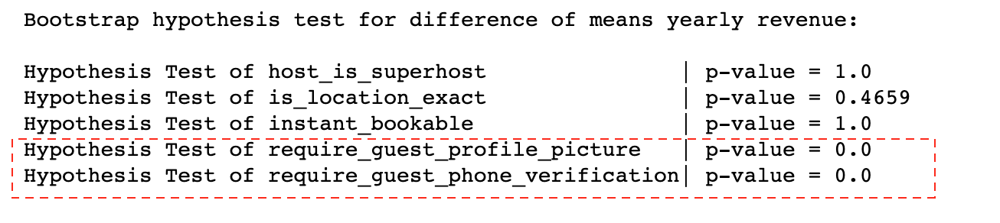 Bootstrap hypothesis test for difference of means yearly revenue:
Hypothesis Test of host_is_superhost | p-value = 1.0
Hypothesis Test of is_location_exact | p-value = 0.4659
Hypothesis Test of instant_bookable | p-value = 1.0
Hypothesis Test of require_guest_profile_picture | p-value = 0.0
Hypothesis Test of require_guest_phone_verification| p-value = 0.0